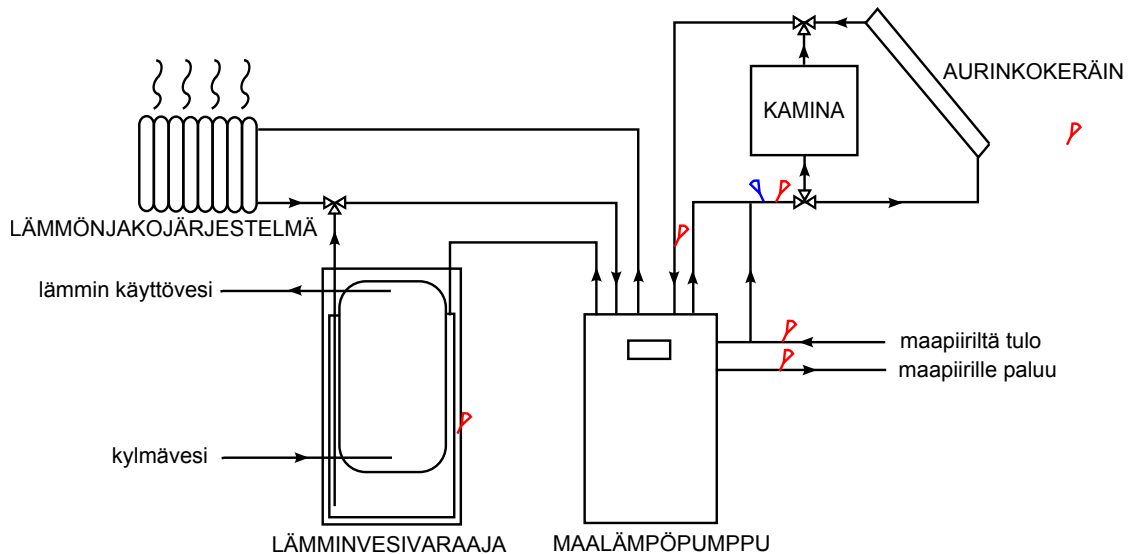 AURINKOKERÄIN
KAMINA
LÄMMÖNJAKOJÄRJESTELMÄ
lämmin käyttövesi
maapiiriltä tulo
maapiirille paluu
kylmävesi
LÄMMINVESIVARAAJA
MAALÄMPÖPUMPPU